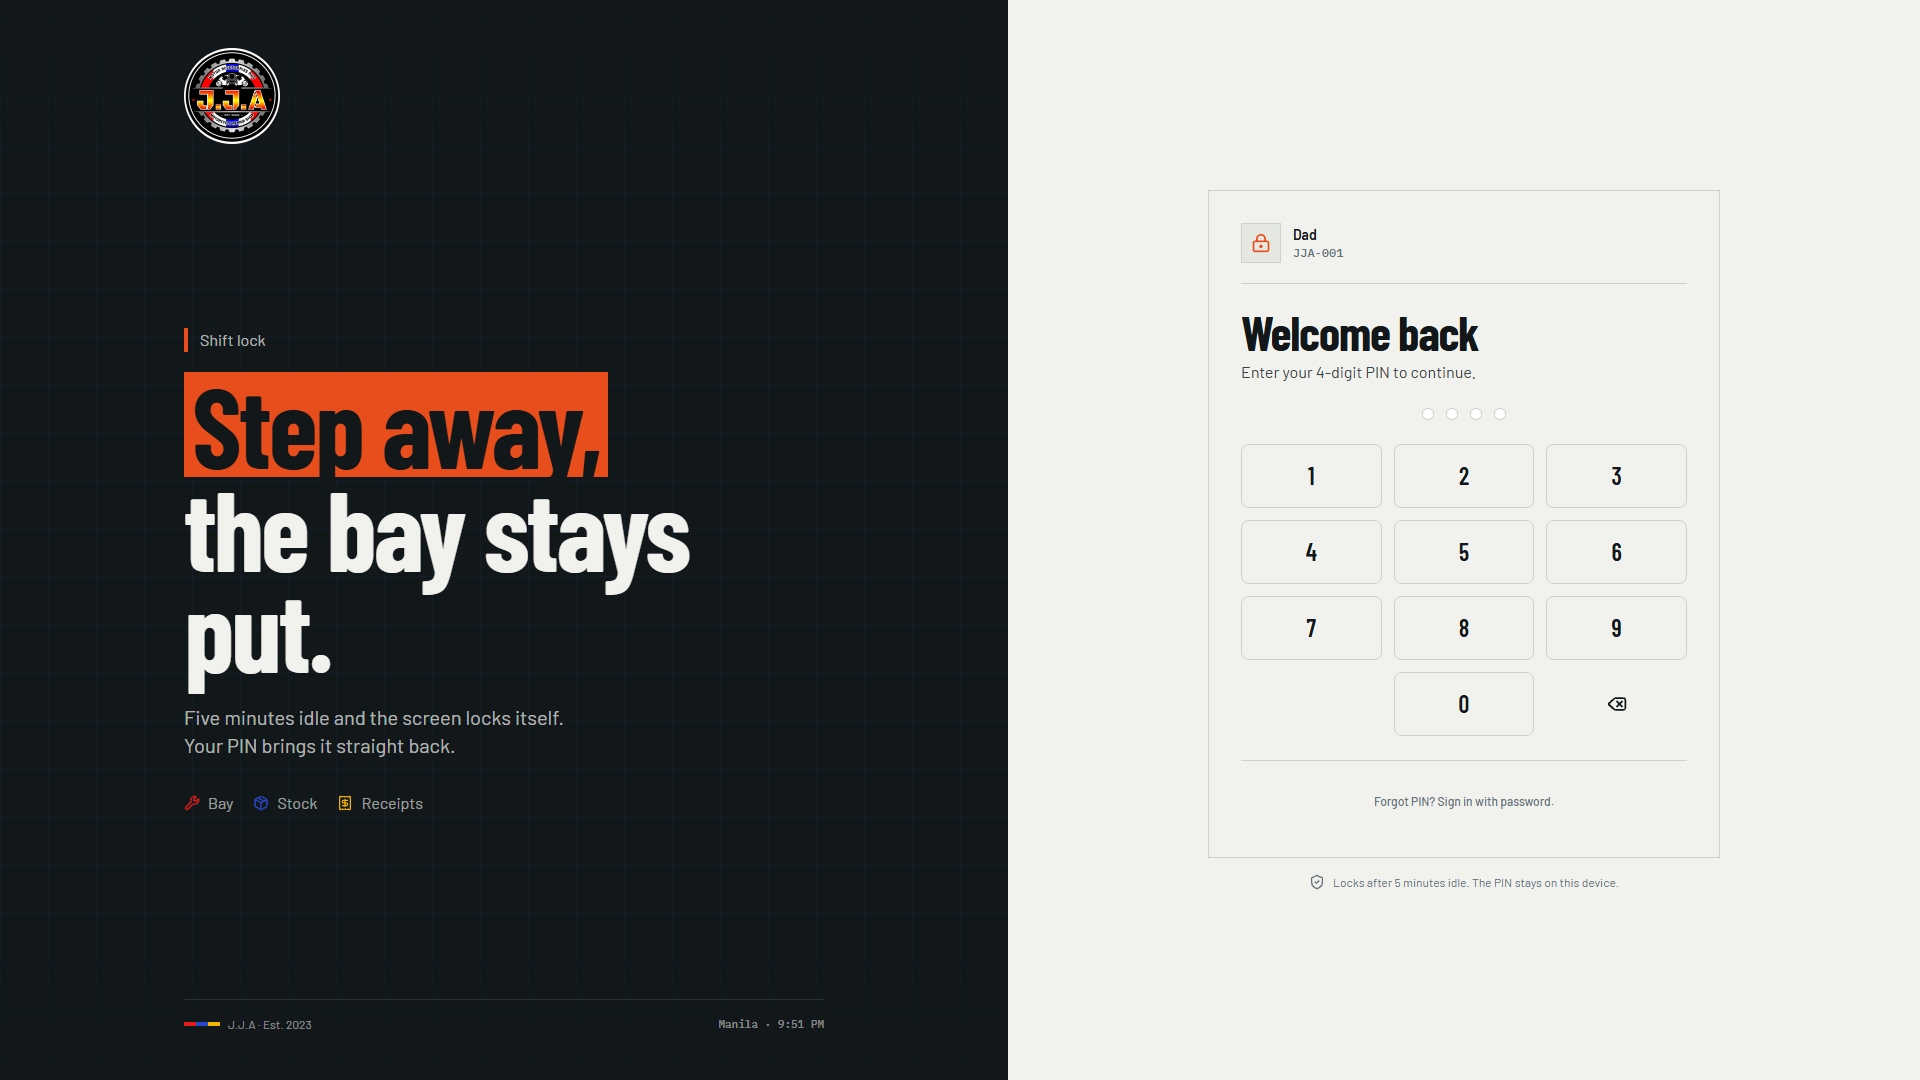 J.J.A
Shift lock
Step away,
the bay stays
put.
Five minutes idle and the screen locks itself.
Your PIN brings it straight back.
Bay
Stock
Receipts
J.J.A · Est. 2023
Manila · 9:51 PM
Dad
JJA-001
Welcome back
Enter your 4-digit PIN to continue.
1 2 3
4 5 6
7 8 9
0
Forgot PIN? Sign in with password.
Locks after 5 minutes idle. The PIN stays on this device.